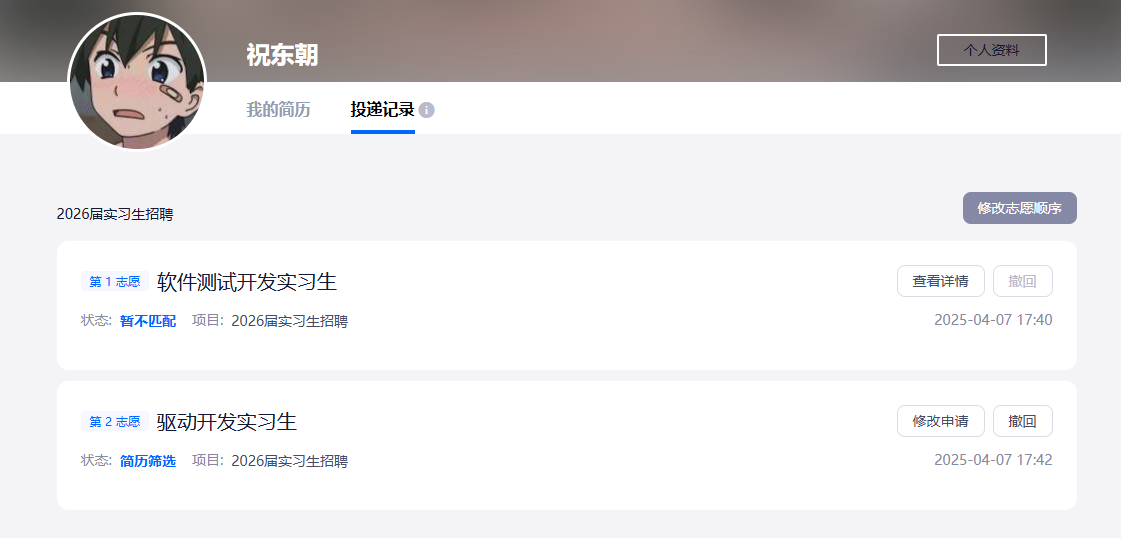 祝东朝
个人资料
我的简历 投递记录
2026届实习生招聘
修改志愿顺序
第 1 志愿 软件测试开发实习生
查看详情 撤回
状态: 暂不匹配 项目: 2026届实习生招聘
2025-04-07 17:40
第 2 志愿 驱动开发实习生
修改申请 撤回
状态: 简历筛选 项目: 2026届实习生招聘
2025-04-07 17:42